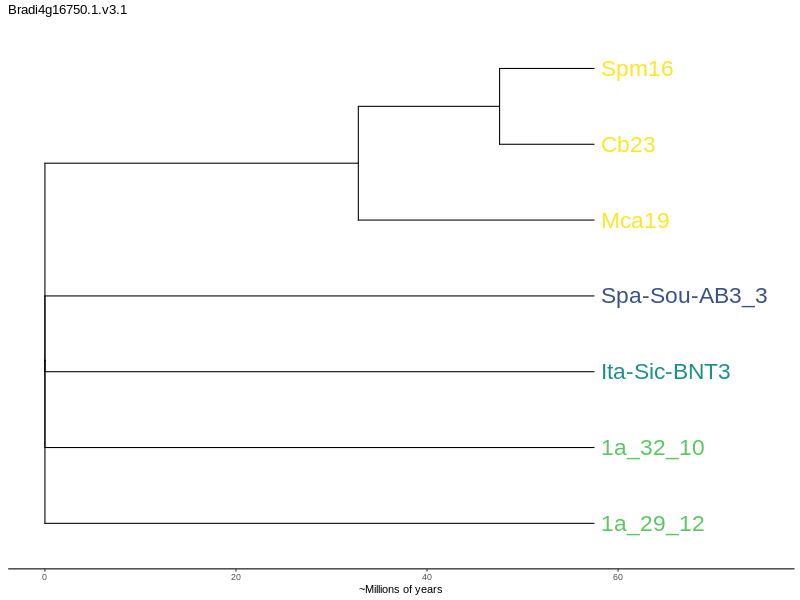 Bradi4g16750.1.v3.1
Spm16
Cb23
Mca19
Spa-Sou-AB3_3
Ita-Sic-BNT3
1a_32_10
1a_29_12
0 20 40 60
~Millions of years